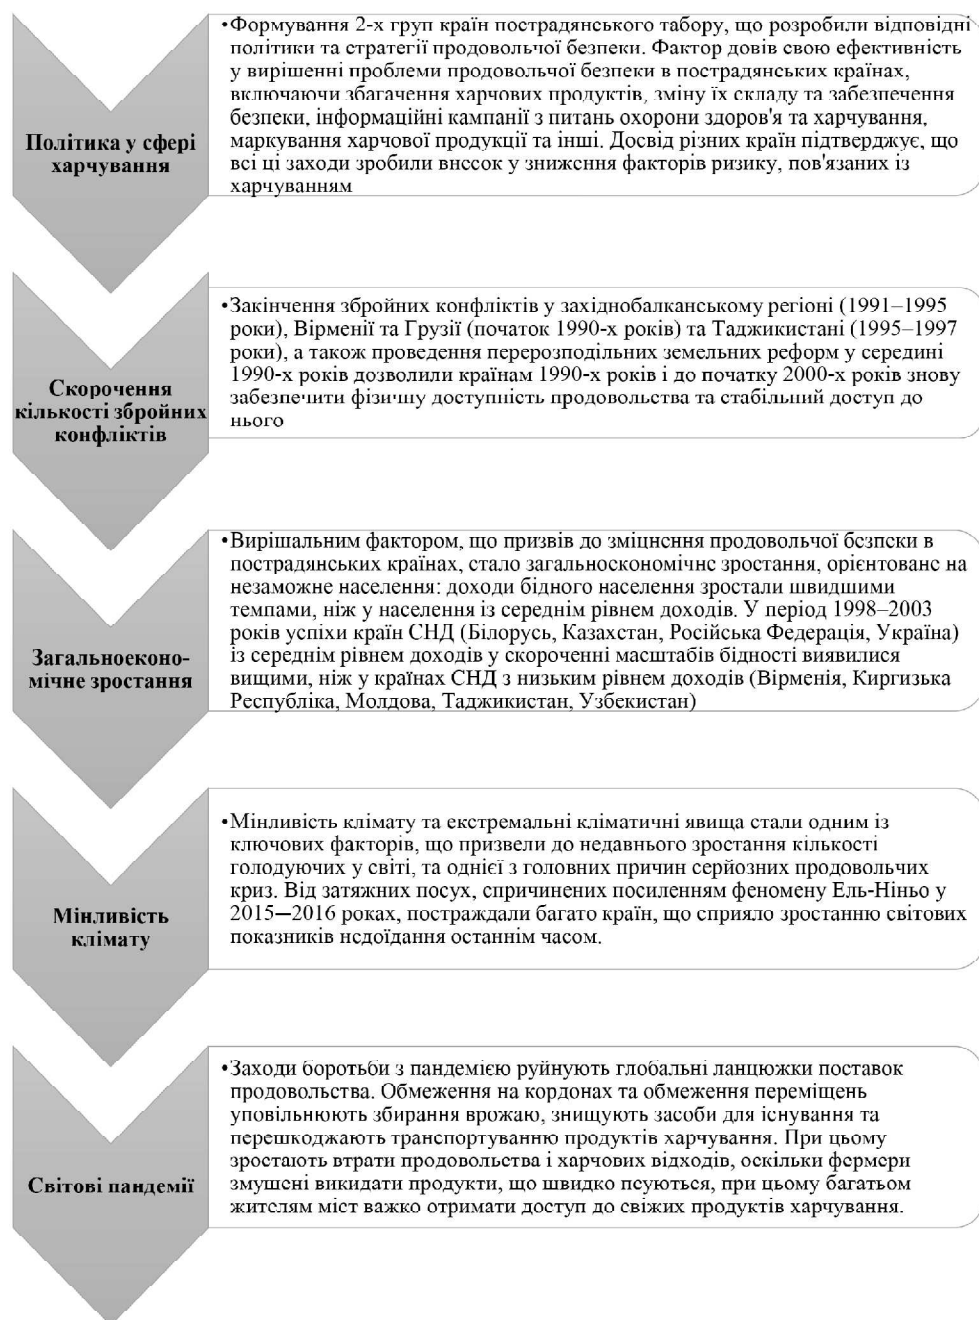 Політика у сфері
харчування
•Формування 2-х груп країн пострадянського табору, що розробили відповідні
політики та стратегії продовольчої безпеки. Фактор довів свою ефективність
у вирішенні проблеми продовольчої безпеки в пострадянських країнах,
включаючи збагачення харчових продуктів, зміну їх складу та забезпечення
безпеки, інформаційні кампанії з питань охорони здоров'я та харчування,
маркування харчової продукції та інші. Досвід різних країн підтверджує, що
всі ці заходи зробили внесок у зниження факторів ризику, пов'язаних із
харчуванням
Скорочення
кількості збройних
конфліктів
•Закінчення збройних конфліктів у західнобалканському регіоні (1991–1995
роки), Вірменії та Грузії (початок 1990-х років) та Таджикистані (1995–1997
роки), а також проведення перерозподільних земельних реформ у середині
1990-х років дозволили країнам 1990-х років і до початку 2000-х років знову
забезпечити фізичну доступність продовольства та стабільний доступ до
нього
Загальноеконо-
мічне зростання
•Вирішальним фактором, що призвів до зміцнення продовольчої безпеки в
пострадянських країнах, стало загальноекономічне зростання, орієнтоване на
незаможне населення: доходи бідного населення зростали швидшими
темпами, ніж у населення із середнім рівнем доходів. У період 1998–2003
років успіхи країн СНД (Білорусь, Казахстан, Російська Федерація, Україна)
із середнім рівнем доходів у скороченні масштабів бідності виявилися
вищими, ніж у країнах СНД з низьким рівнем доходів (Вірменія, Киргизька
Республіка, Молдова, Таджикистан, Узбекистан)
Мінливість
клімату
•Мінливість клімату та екстремальні кліматичні явища стали одним із
ключових факторів, що призвели до недавнього зростання кількості
голодуючих у світі, та однієї з головних причин серйозних продовольчих
криз. Від затяжних посух, спричинених посиленням феномену Ель-Ніньо у
2015—2016 роках, постраждали багато країн, що сприяло зростанню світових
показників недоїдання останнім часом.
Світові пандемії
•Заходи боротьби з пандемією руйнують глобальні ланцюжки поставок
продовольства. Обмеження на кордонах та обмеження переміщень
уповільнюють збирання врожаю, знищують засоби для існування та
перешкоджають транспортуванню продуктів харчування. При цьому
зростають втрати продовольства і харчових відходів, оскільки фермери
змушені викидати продукти, що швидко псуються, при цьому багатьом
жителям міст важко отримати доступ до свіжих продуктів харчування.